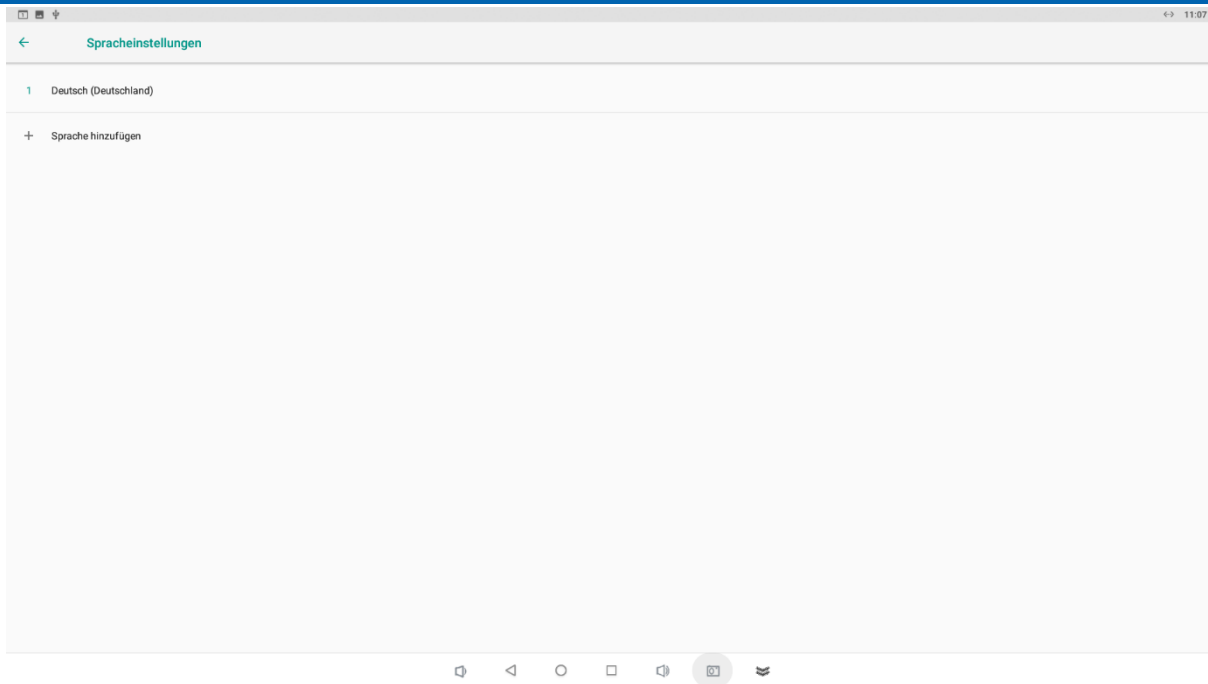 11:07
Spracheinstellungen
1 Deutsch (Deutschland)
+ Sprache hinzufügen